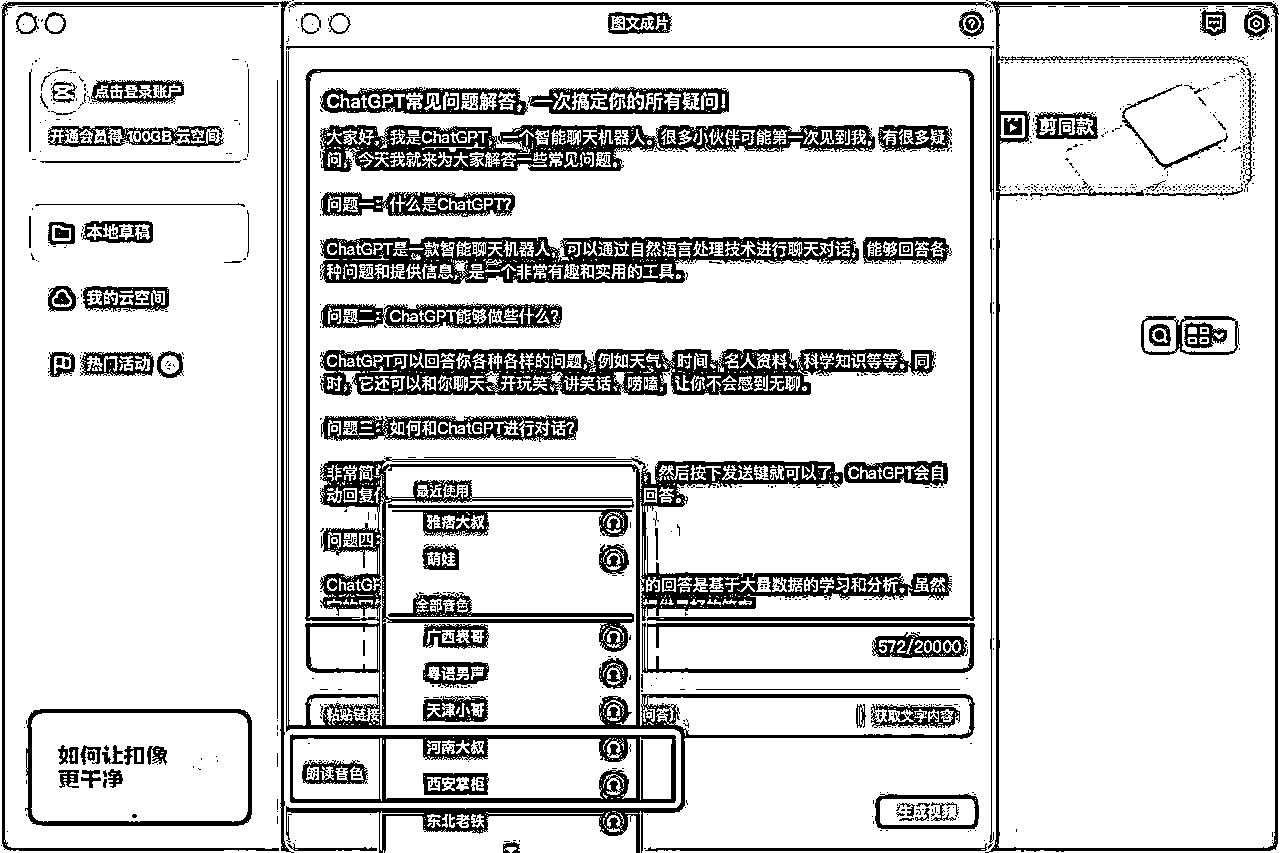 图文成片
点击登录账户
开通会员得 100GB 云空间
本地草稿
我的云空间
热门活动
如何让抠像
更干净
ChatGPT常见问题解答，一次搞定你的所有疑问！
大家好，我是ChatGPT，一个智能聊天机器人。很多小伙伴可能第一次见到我，有很多疑
问，今天我就来为大家解答一些常见问题。
问题一：什么是ChatGPT？
ChatGPT是一款智能聊天机器人，可以通过自然语言处理技术进行聊天对话，能够回答各
种问题和提供信息，是一个非常有趣和实用的工具。
问题二：ChatGPT能够做些什么？
ChatGPT可以回答你各种各样的问题，例如天气、时间、名人资料、科学知识等等。同
时，它还可以和你聊天、开玩笑、讲笑话、唠嗑，让你不会感到无聊。
问题三：如何和ChatGPT进行对话？
非常简 ，然后按下发送键就可以了。ChatGPT会自
动回复 回答。
问题四
ChatGP 的回答是基于大量数据的学习和分析。虽然
572/20000
粘贴链接 问答） 获取文字内容
朗读音色
最近使用
雅痞大叔
萌娃
全部音色
广西表哥
粤语男声
天津小哥
河南大叔
西安掌柜
东北老铁
生成视频
剪同款